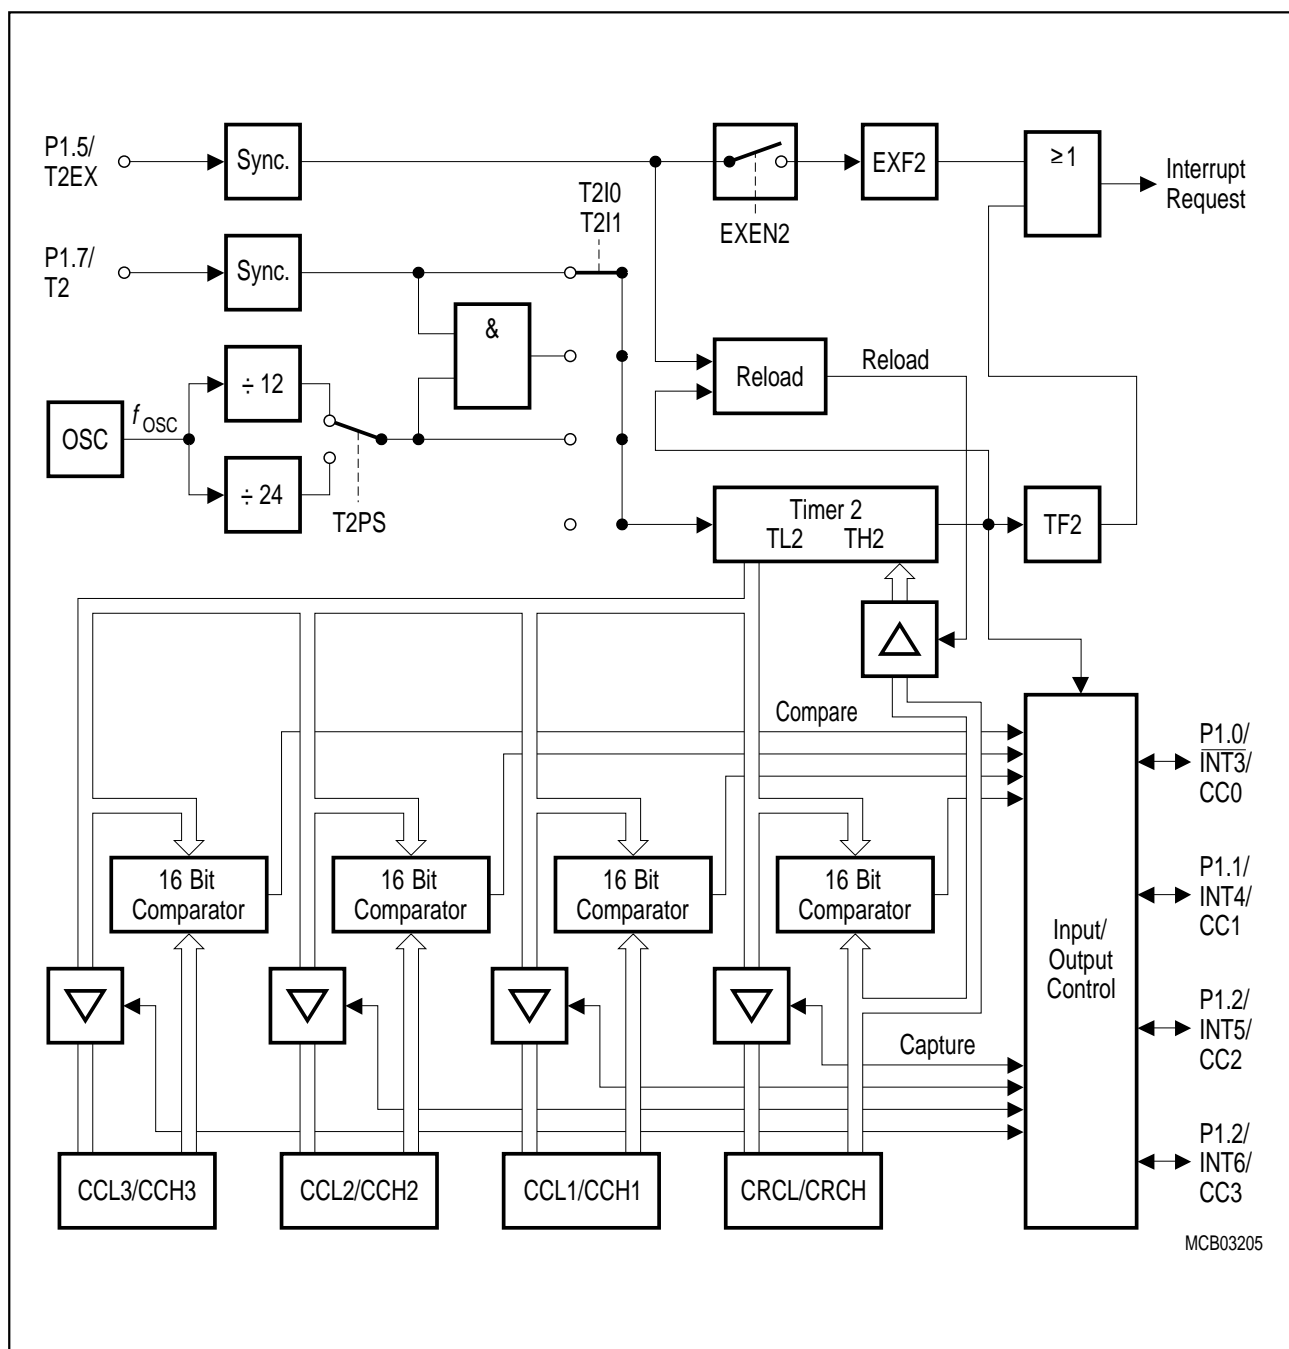 P1.5/
T2EX
Sync.
EXEN2
EXF2
≥1
Interrupt
Request
P1.7/
T2
Sync.
T2I0
T2I1
&
÷ 12
OSC
f OSC
÷ 24
T2PS
Reload
Reload
Timer 2
TL2 TH2
TF2
Compare
16 Bit
Comparator
16 Bit
Comparator
16 Bit
Comparator
16 Bit
Comparator
Capture
Input/
Output
Control
P1.0/
INT3/
CC0
P1.1/
INT4/
CC1
P1.2/
INT5/
CC2
P1.2/
INT6/
CC3
CCL3/CCH3
CCL2/CCH2
CCL1/CCH1
CRCL/CRCH
MCB03205